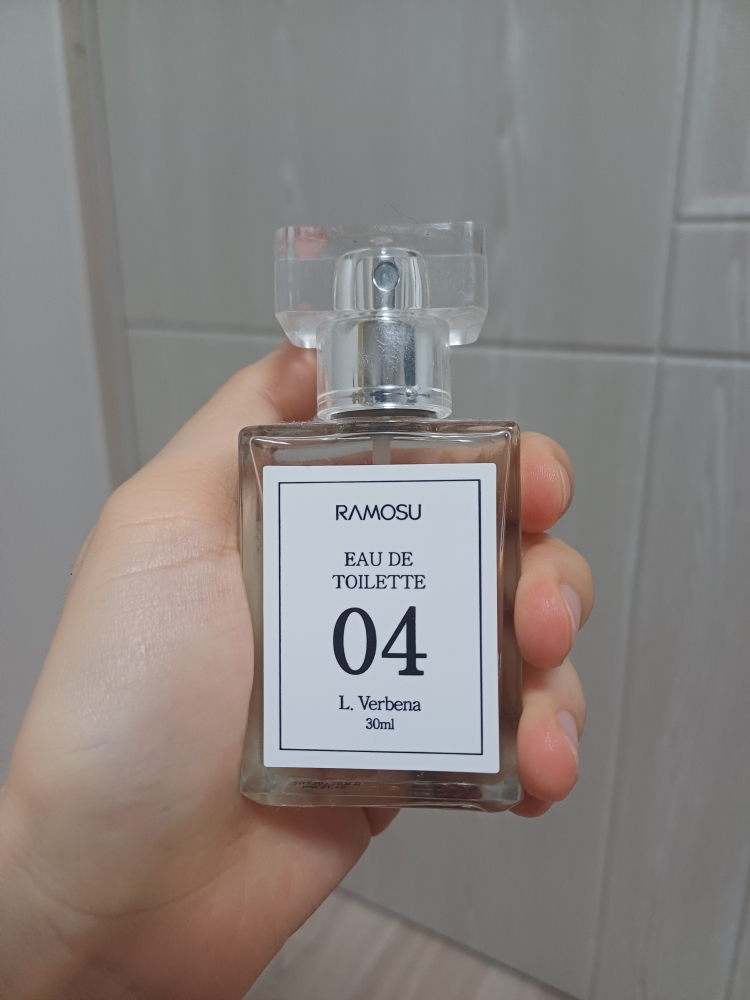 RAMOSU
EAU DE
TOILETTE
04
L. Verbena
30ml